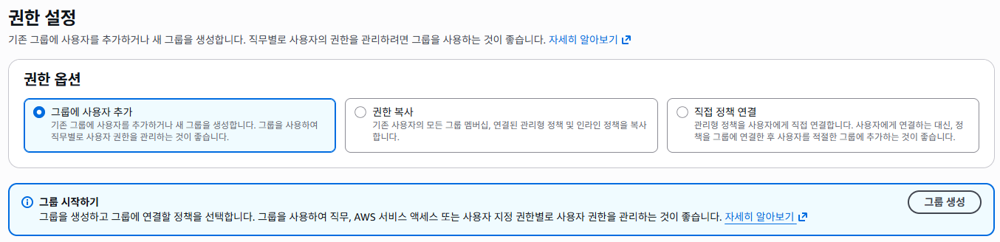 권한 설정
기존 그룹에 사용자를 추가하거나 새 그룹을 생성합니다. 직무별로 사용자의 권한을 관리하려면 그룹을 사용하는 것이 좋습니다. 자세히 알아보기
권한 옵션
그룹에 사용자 추가
기존 그룹에 사용자를 추가하거나 새 그룹을 생성합니다. 그룹을 사용하여
직무별로 사용자 권한을 관리하는 것이 좋습니다.
권한 복사
기존 사용자의 모든 그룹 멤버십, 연결된 관리형 정책 및 인라인 정책을 복사
합니다.
직접 정책 연결
관리형 정책을 사용자에게 직접 연결합니다. 사용자에게 연결하는 대신, 정
책을 그룹에 연결한 후 사용자를 적절한 그룹에 추가하는 것이 좋습니다.
그룹 시작하기
그룹을 생성하고 그룹에 연결할 정책을 선택합니다. 그룹을 사용하여 직무, AWS 서비스 액세스 또는 사용자 지정 권한별로 사용자 권한을 관리하는 것이 좋습니다. 자세히 알아보기
그룹 생성